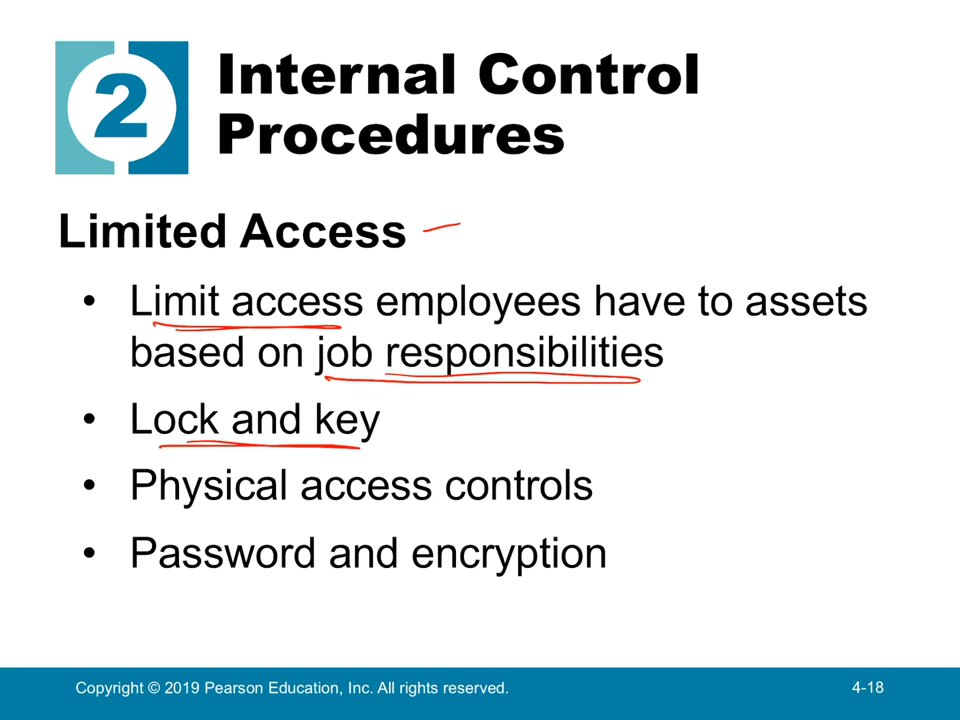 2
Internal Control
Procedures
Limited Access
• Limit access employees have to assets
based on job responsibilities
• Lock and key
• Physical access controls
• Password and encryption
Copyright © 2019 Pearson Education, Inc. All rights reserved.
4-18